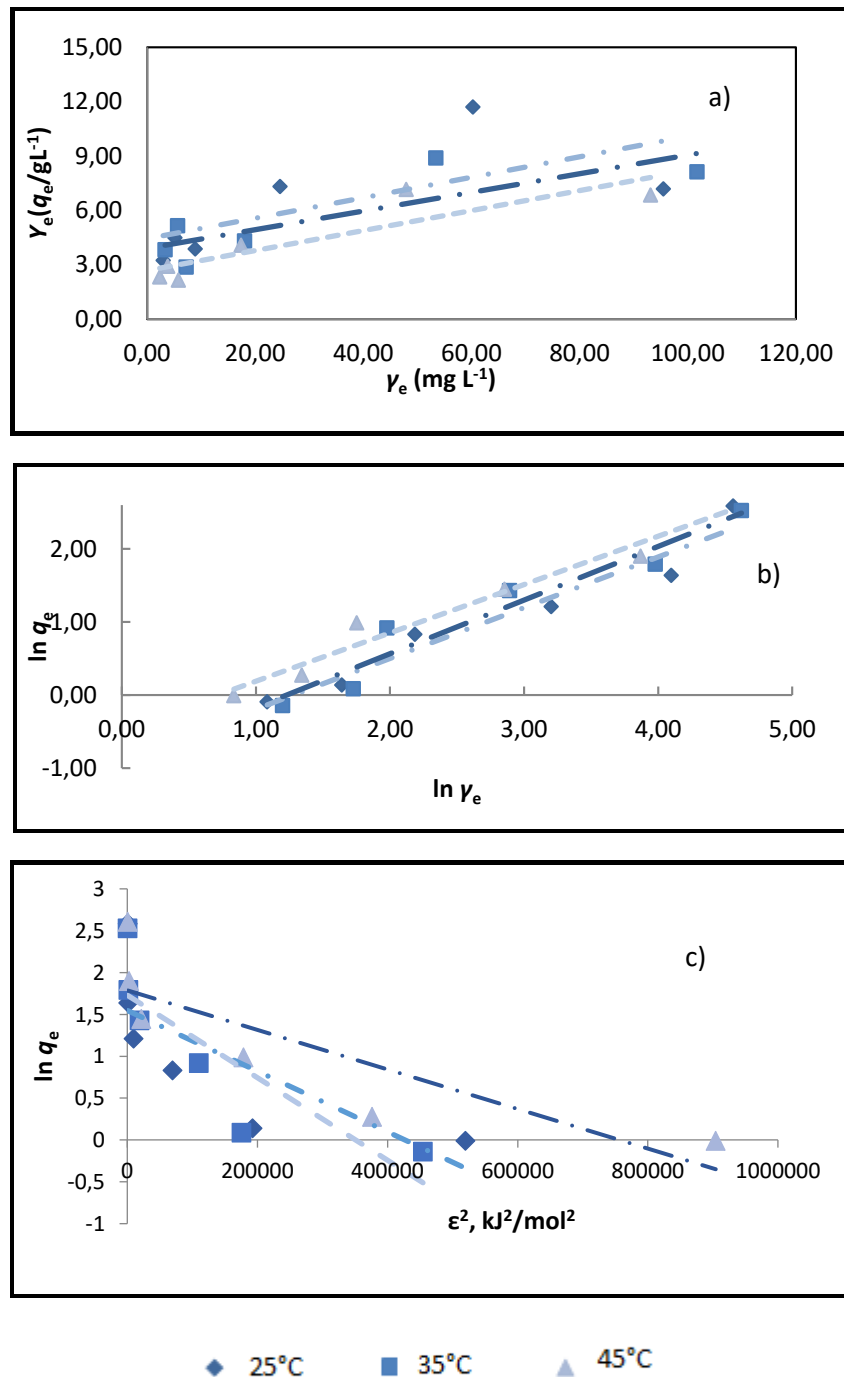 15,00
12,00
9,00
6,00
3,00
0,00
a)
ϒe(qe/gL-1)
0,00 20,00 40,00 60,00 80,00 100,00 120,00
γe (mg L-1)
2,00
1,00
0,00
-1,00
b)
ln qe
0,00 1,00 2,00 3,00 4,00 5,00
ln γe
3
2,5
2
1,5
1
0,5
0
-0,5
-1
c)
ln qe
0 200000 400000 600000 800000 1000000
ε2, kJ2/mol2
25°C 35°C 45°C